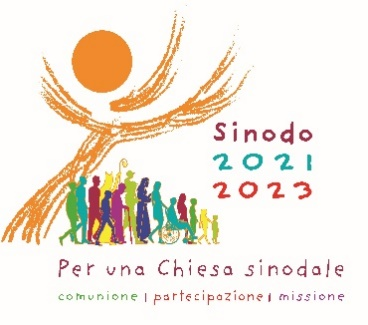 Sinodo
2021
2023
Per una Chiesa sinodale
comunione | partecipazione | missione